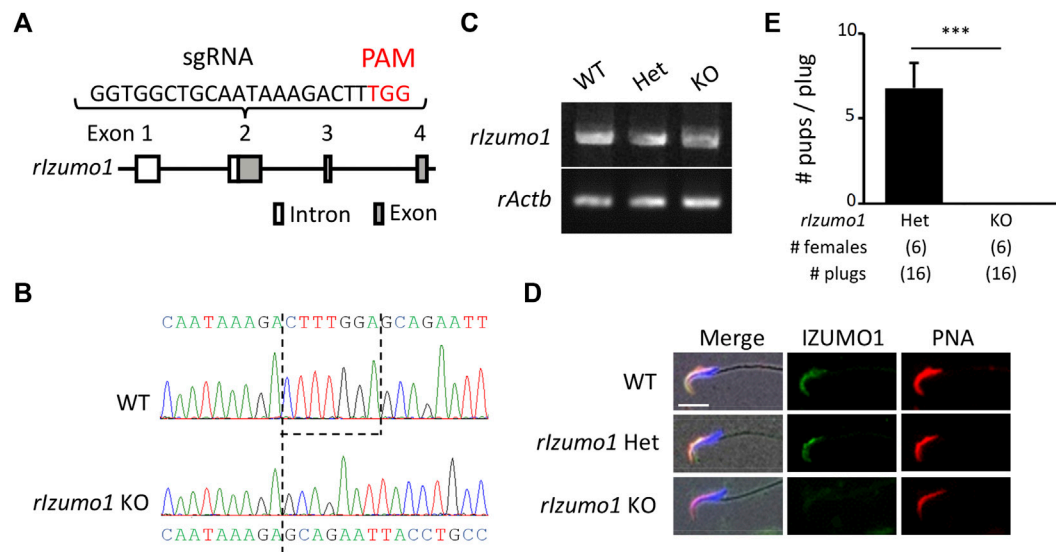 A
sgRNA PAM
GGTGGCTGCAATAAAGACTTTGG
Exon 1 2 3 4
rIzumo1
Intron Exon
B
CAATAAAGACTTTGGAGCAGAATT
WT
rIzumo1 KO
CAATAAAGAGCAGAATTACCTGCC
C
WT Het KO
rIzumo1
rActb
E
10
5
0
# pups / plug
***
rIzumo1 Het KO
# females (6) (6)
# plugs (16) (16)
D
Merge IZUMO1 PNA
WT
rIzumo1 Het
rIzumo1 KO